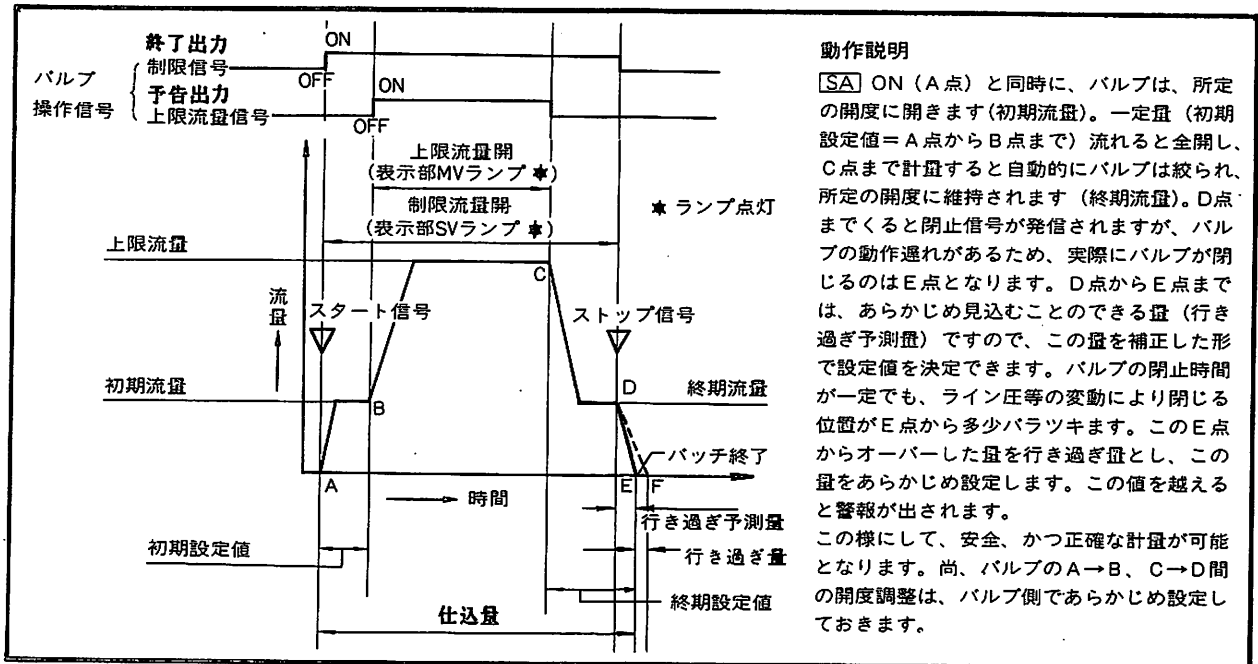 終了出力
制限信号
ON
OFF
バルブ
操作信号
予告出力
上限流量信号
ON
OFF
上限流量開
(表示部MVランプ ★)
制限流量開
(表示部SVランプ ★)
★ ランプ点灯
上限流量
C
流量
スタート信号
ストップ信号
初期流量
B
D
終期流量
バッチ終了
A
E
F
時間
行き過ぎ予測量
初期設定値
行き過ぎ量
終期設定値
仕込量
動作説明
SA ON(A点)と同時に、バルブは、所定
の開度に開きます(初期流量)。一定量(初期
設定値=A点からB点まで)流れると全開し、
C点まで計量すると自動的にバルブは絞られ、
所定の開度に維持されます(終期流量)。D点
までくると閉止信号が発信されますが、バル
ブの動作遅れがあるため、実際にバルブが閉
じるのはE点となります。D点からE点まで
は、あらかじめ見込むことのできる量(行き
過ぎ予測量)ですので、この量を補正した形
で設定値を決定できます。バルブの閉止時間
が一定でも、ライン圧等の変動により閉じる
位置がE点から多少バラツキます。このE点
からオーバーした量を行き過ぎ量とし、この
量をあらかじめ設定します。この値を越える
と警報が出されます。
この様にして、安全、かつ正確な計量が可能
となります。尚、バルブのA→B、C→D間
の開度調整は、バルブ側であらかじめ設定し
ておきます。